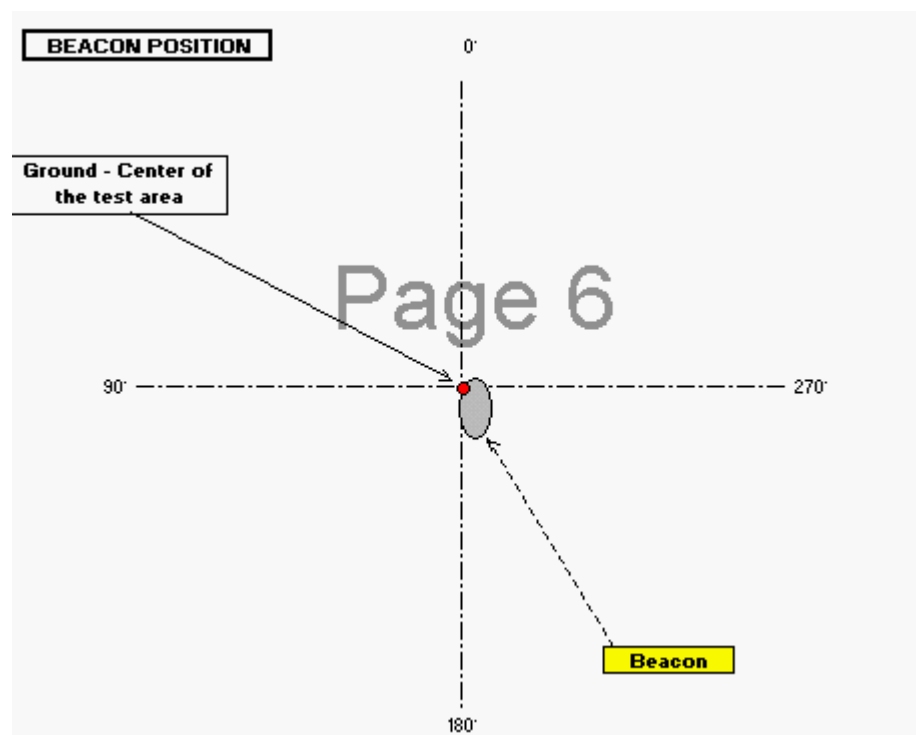 BEACON POSITION
0'
Ground - Center of
the test area
Page 6
90'
270'
Beacon
180'